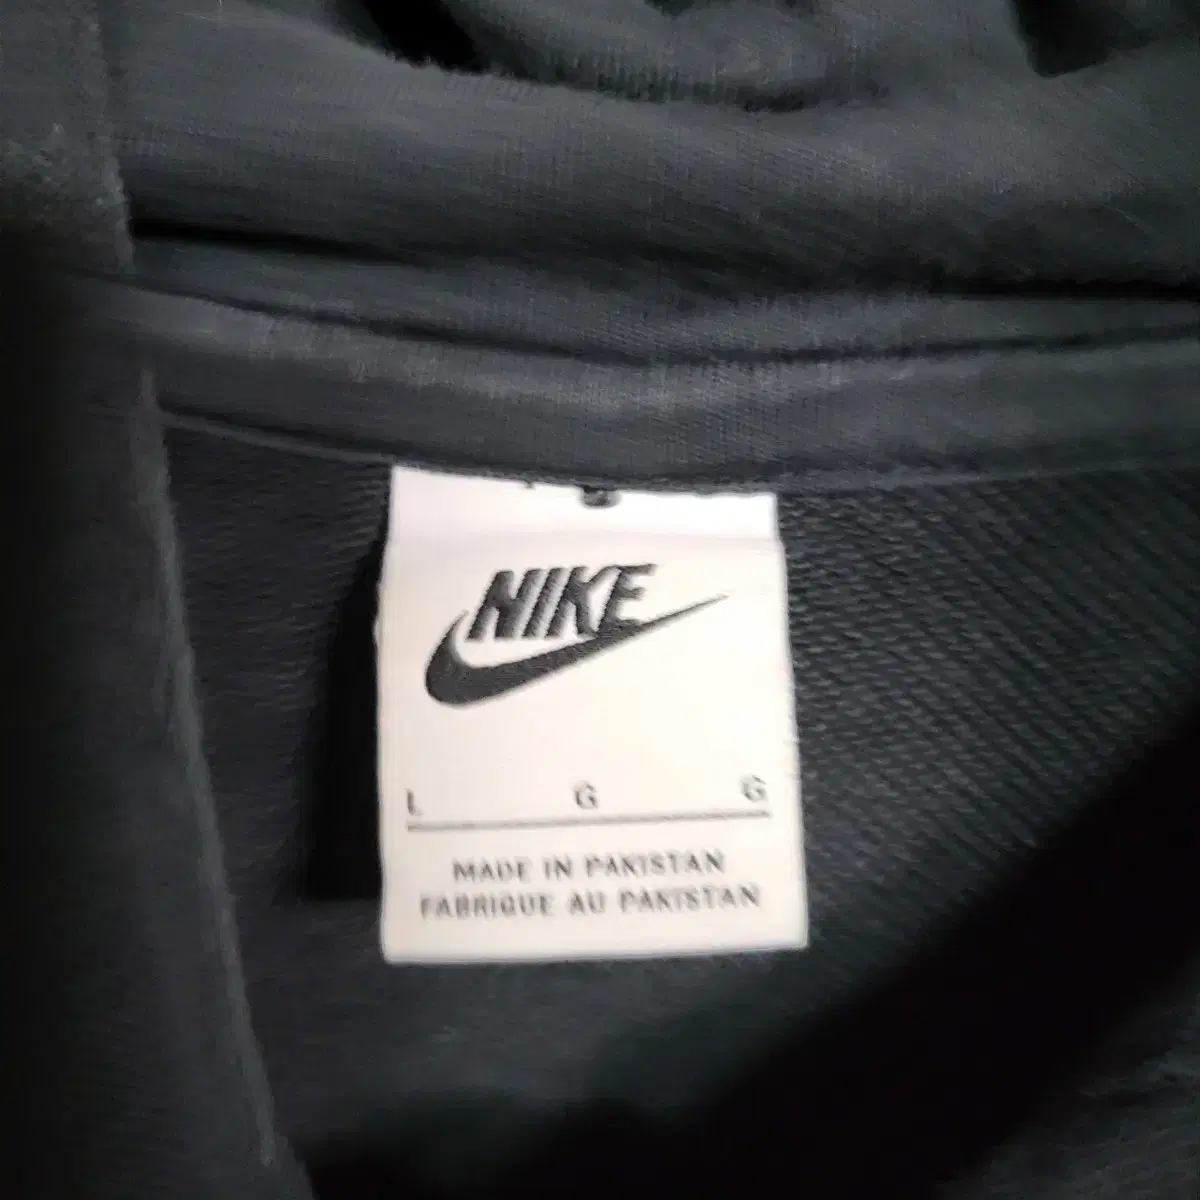 NIKE
L G G
MADE IN PAKISTAN
FABRIQUE AU PAKISTAN